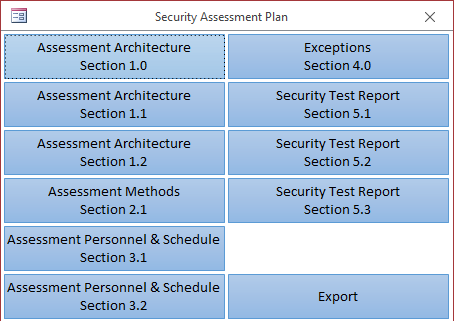 Security Assessment Plan
Assessment Architecture
Section 1.0
Exceptions
Section 4.0
Assessment Architecture
Section 1.1
Security Test Report
Section 5.1
Assessment Architecture
Section 1.2
Security Test Report
Section 5.2
Assessment Methods
Section 2.1
Security Test Report
Section 5.3
Assessment Personnel & Schedule
Section 3.1
Assessment Personnel & Schedule
Section 3.2
Export